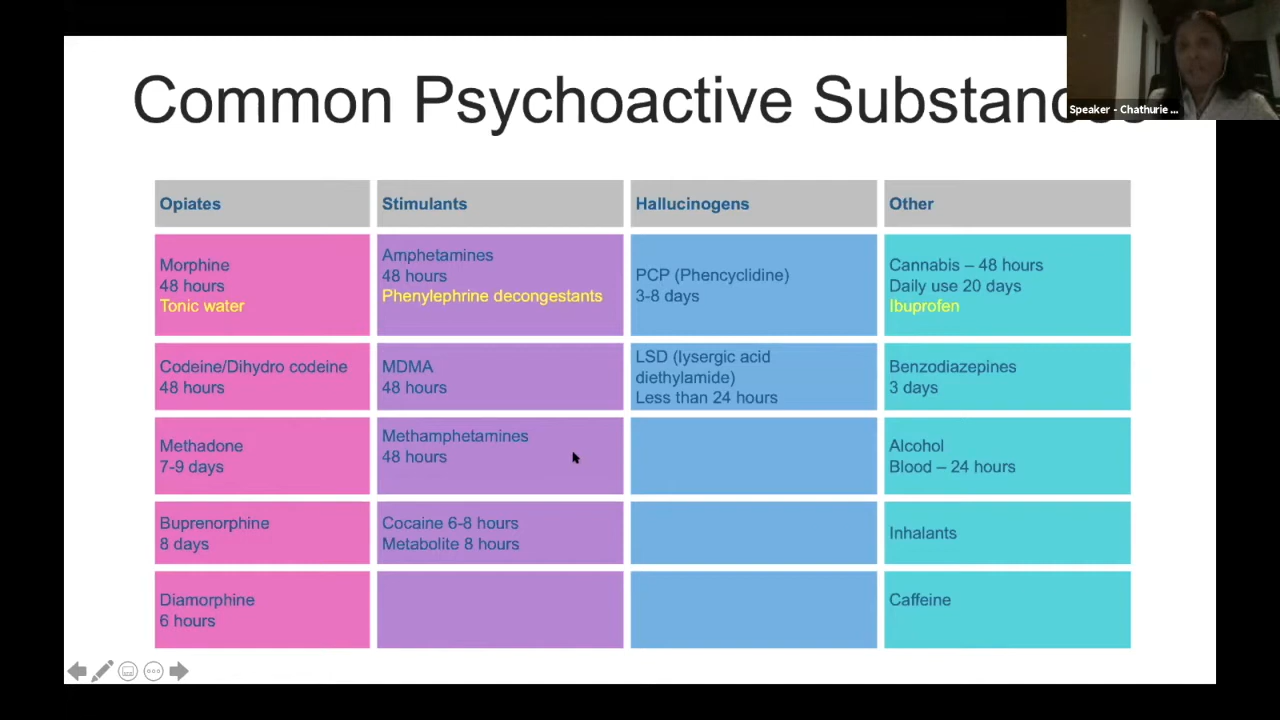 Common Psychoactive
Speaker - Chathurie ...
Opiates
Stimulants
Hallucinogens
Other
Morphine
48 hours
Tonic water
Amphetamines
48 hours
Phenylephrine decongestants
PCP (Phencyclidine)
3-8 days
Cannabis – 48 hours
Daily use 20 days
Ibuprofen
Codeine/Dihydro codeine
48 hours
MDMA
48 hours
LSD (lysergic acid
diethylamide)
Less than 24 hours
Benzodiazepines
3 days
Methadone
7-9 days
Methamphetamines
48 hours
Alcohol
Blood – 24 hours
Buprenorphine
8 days
Cocaine 6-8 hours
Metabolite 8 hours
Inhalants
Diamorphine
6 hours
Caffeine